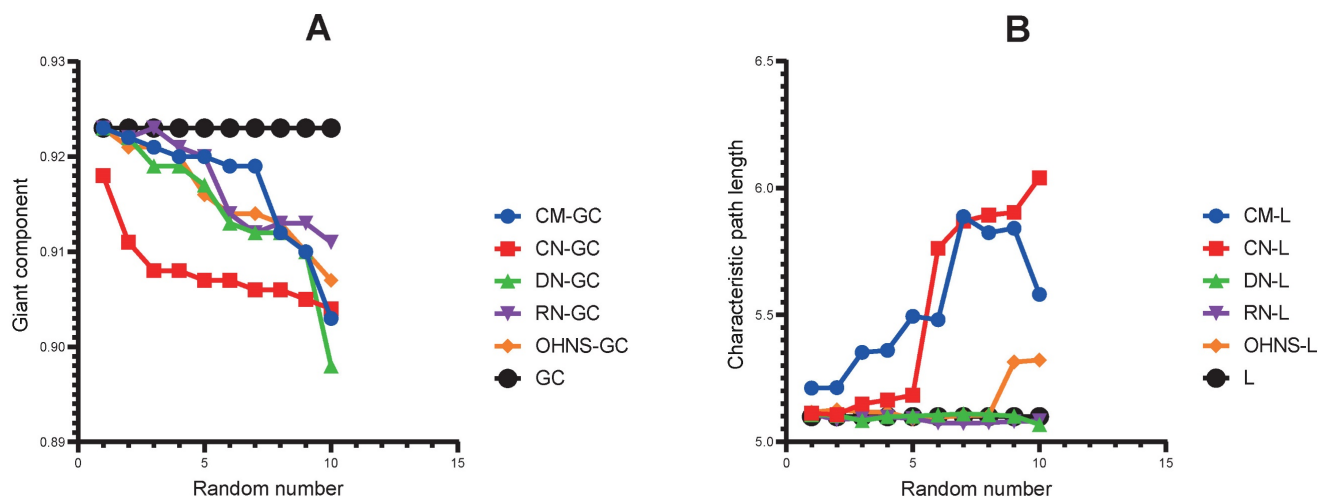 A
Giant component
0.93
0.92
0.91
0.90
0.89
0
5
10
15
Random number
CM-GC
CN-GC
DN-GC
RN-GC
OHNS-GC
GC
B
Characteristic path length
6.5
6.0
5.5
5.0
0
5
10
15
Random number
CM-L
CN-L
DN-L
RN-L
OHNS-L
L